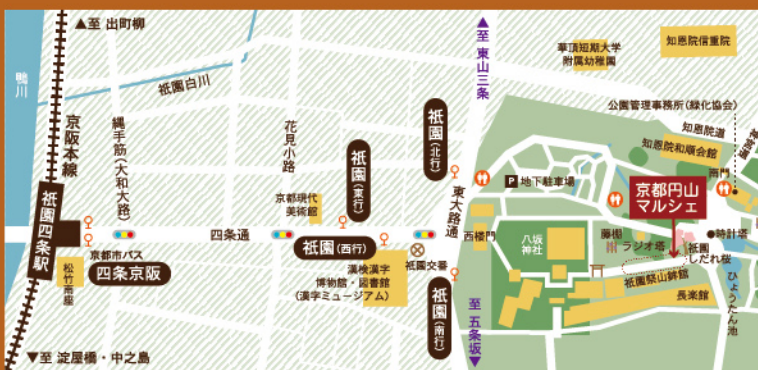 ▲至 出町柳
鴨川
祇園白川
京阪本線
縄手筋(大和大路)
花見小路
▲至 東山三条
華頂短期大学
附属幼稚園
知恩院信重院
公園管理事務所(緑化協会)
知恩院道
知恩院和順会館
南門
祇園
(北行)
祇園
(東行)
東大路通
P 地下駐車場
京都円山
マルシェ
京都現代
美術館
四条通
祇園(西行)
祇園四条駅
京都市バス
四条京阪
松竹南座
漢検漢字
博物館・図書館
(漢字ミュージアム)
祇園交番
祇園
(南行)
西楼門
八坂
神社
藤棚
ラジオ塔
時計塔
祇園
しだれ桜
祇園祭山鉾館
長楽館
ひょうたん池
至 五条坂▼
▼至 淀屋橋・中之島